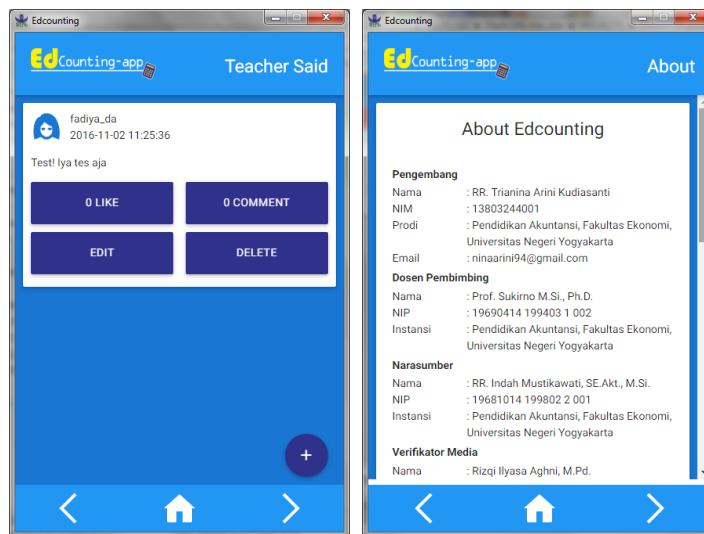 Edcounting
EdCounting-app
Teacher Said
fadiya_da
2016-11-02 11:25:36
Test! Iya tes aja
0 LIKE
0 COMMENT
EDIT
DELETE
+
Edcounting
EdCounting-app
About
About Edcounting
Pengembang
Nama : RR. Trianina Arini Kudiasanti
NIM : 13803244001
Prodi : Pendidikan Akuntansi, Fakultas Ekonomi,
Universitas Negeri Yogyakarta
Email : ninaarini94@gmail.com
Dosen Pembimbing
Nama : Prof. Sukirno M.Si., Ph.D.
NIP : 19690414 199403 1 002
Instansi : Pendidikan Akuntansi, Fakultas Ekonomi,
Universitas Negeri Yogyakarta
Narasumber
Nama : RR. Indah Mustikawati, SE.Akt., M.Si.
NIP : 19681014 199802 2 001
Instansi : Pendidikan Akuntansi, Fakultas Ekonomi,
Universitas Negeri Yogyakarta
Verifikator Media
Nama : Rizqi Ilyasa Aghni, M.Pd.